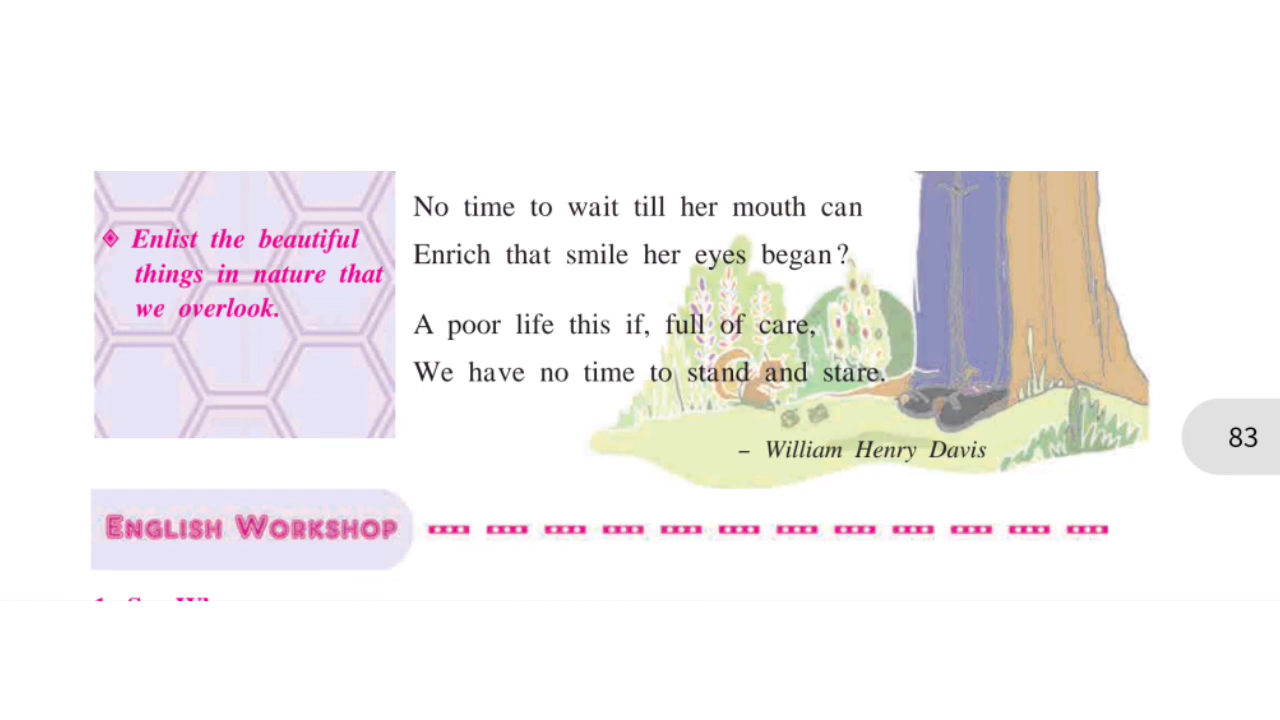 Enlist the beautiful
things in nature that
we overlook.
No time to wait till her mouth can
Enrich that smile her eyes began?
A poor life this if, full of care,
We have no time to stand and stare.
– William Henry Davis
83
ENGLISH WORKSHOP